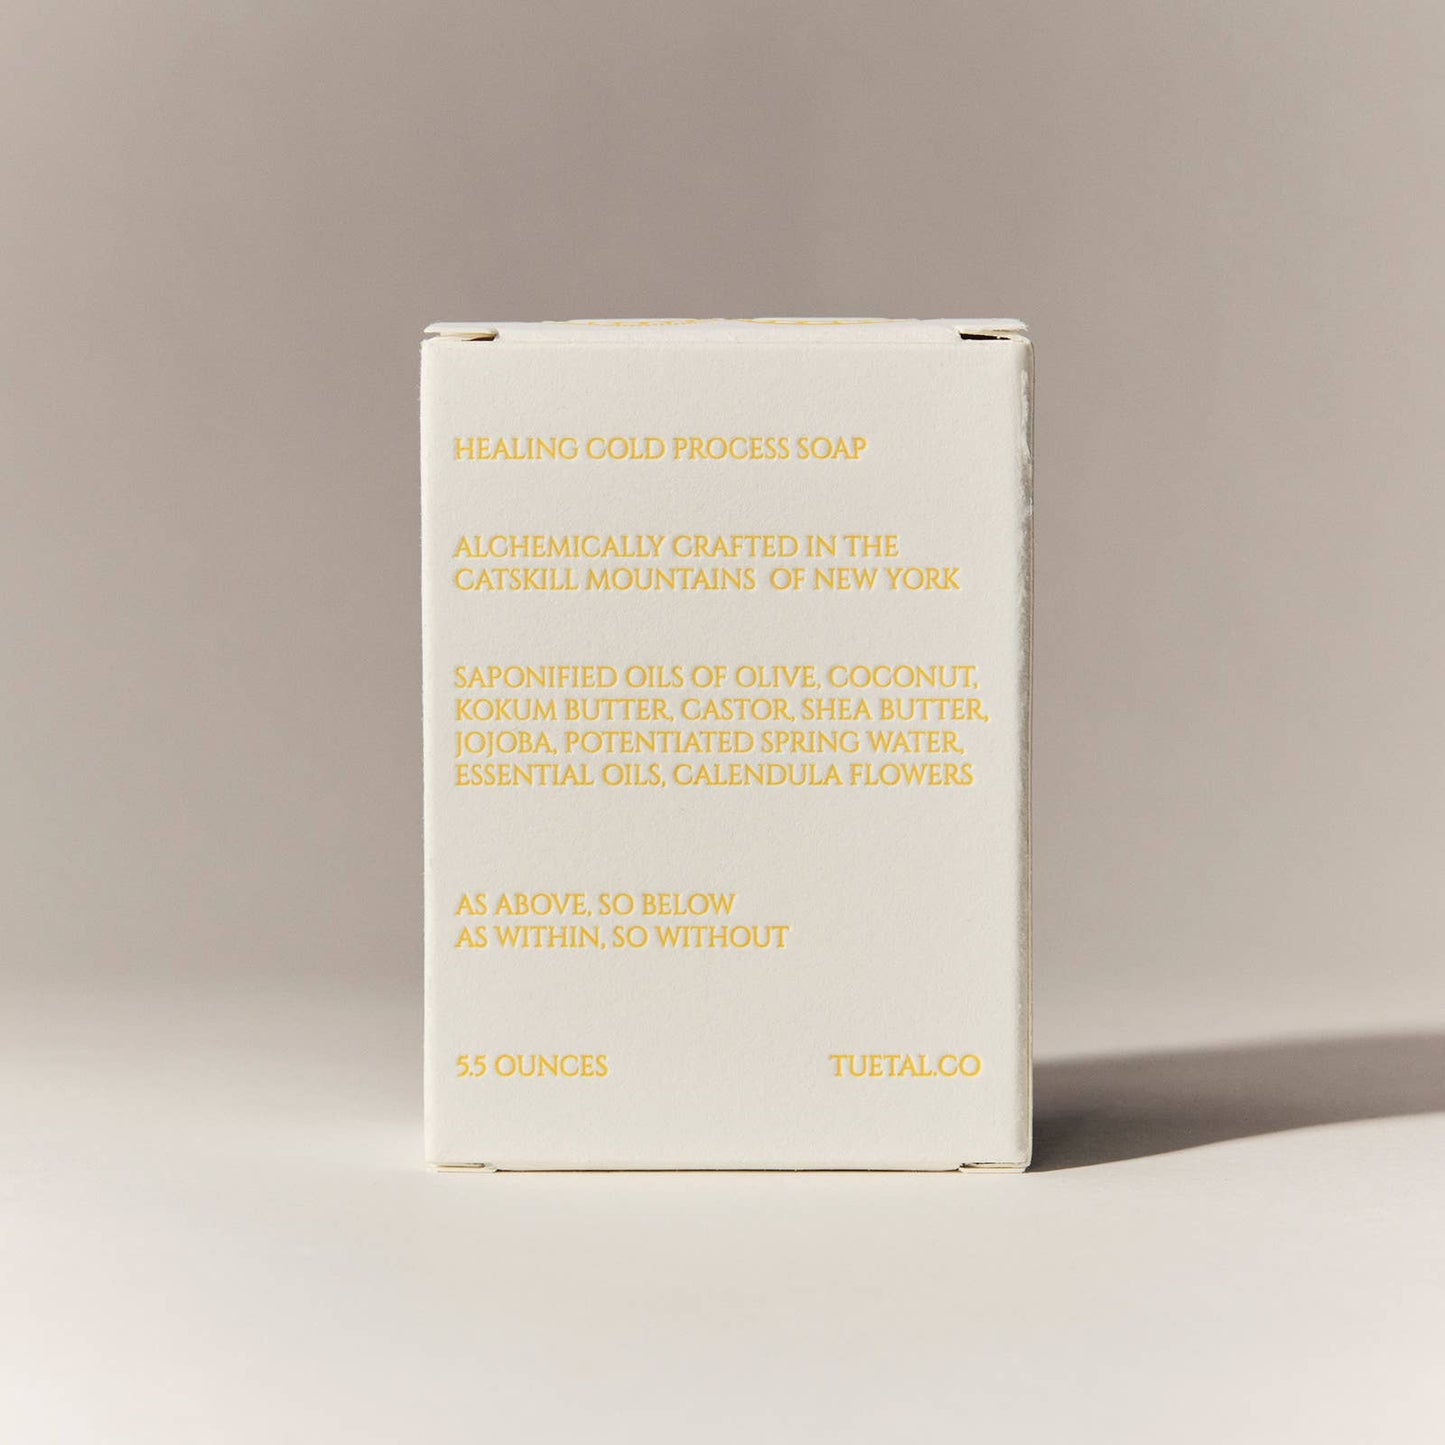 HEALING COLD PROCESS SOAP
ALCHEMICALLY CRAFTED IN THE
CATSKILL MOUNTAINS OF NEW YORK
SAPONIFIED OILS OF OLIVE, COCONUT,
KOKUM BUTTER, CASTOR, SHEA BUTTER,
JOJOBA, POTENTIATED SPRING WATER,
ESSENTIAL OILS, CALENDULA FLOWERS
AS ABOVE, SO BELOW
AS WITHIN, SO WITHOUT
5.5 OUNCES TUETAL.CO